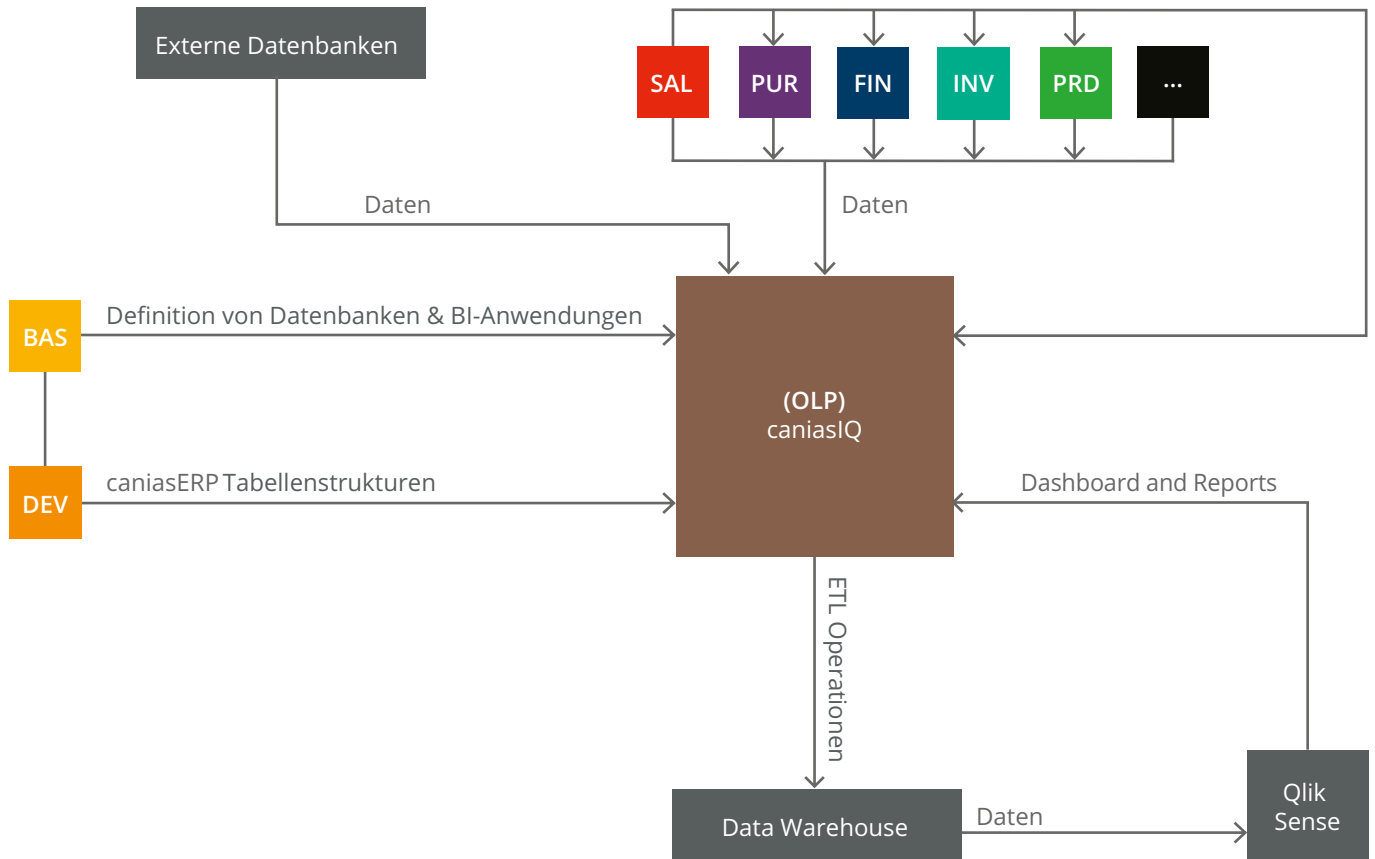 Externe Datenbanken
SAL
PUR
FIN
INV
PRD
...
Daten
Daten
BAS
Definition von Datenbanken & BI-Anwendungen
(OLP)
caniasIQ
DEV
caniasERP Tabellenstrukturen
Dashboard and Reports
ETL Operationen
Data Warehouse
Daten
Qlik
Sense